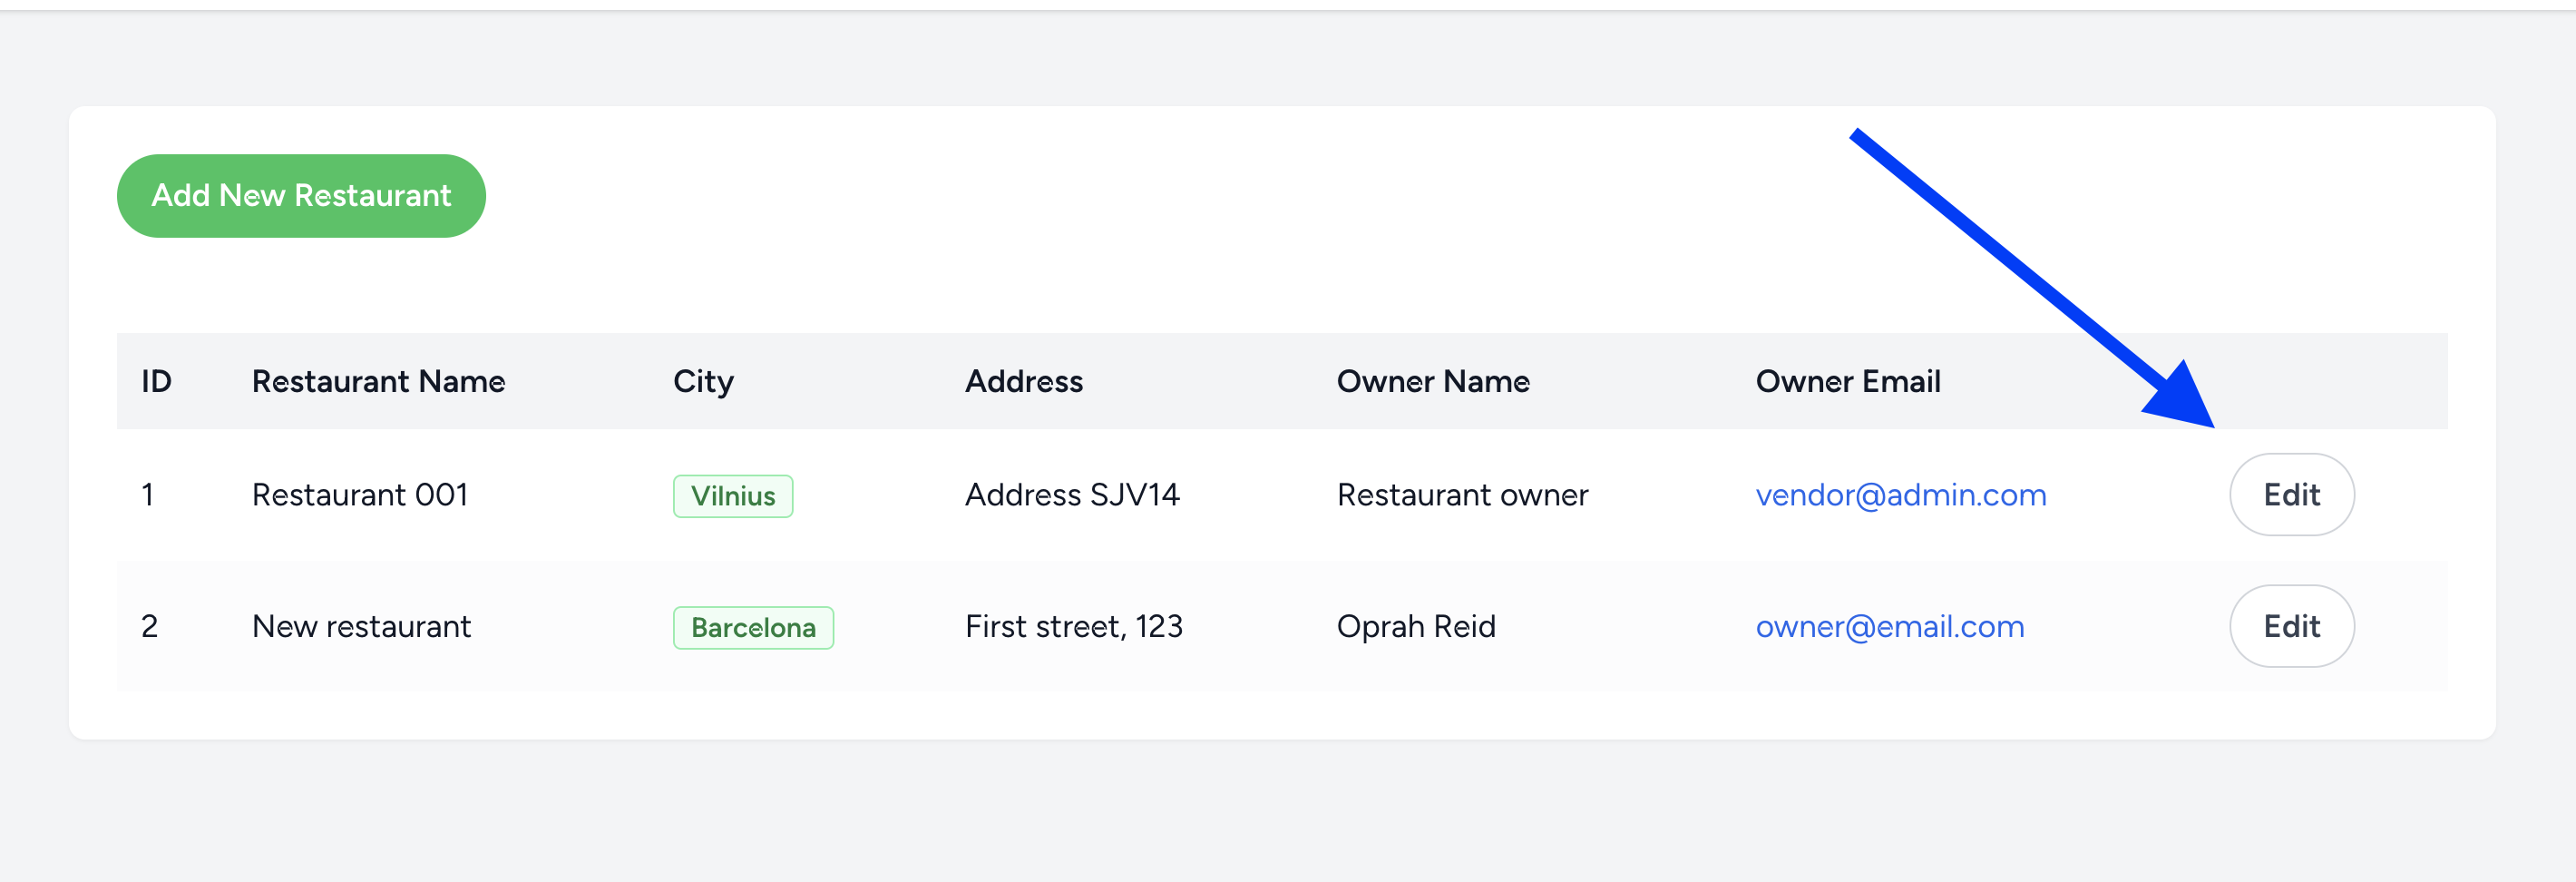 Add New Restaurant
ID Restaurant Name City Address Owner Name Owner Email
1 Restaurant 001 Vilnius Address SJV14 Restaurant owner vendor@admin.com Edit
2 New restaurant Barcelona First street, 123 Oprah Reid owner@email.com Edit